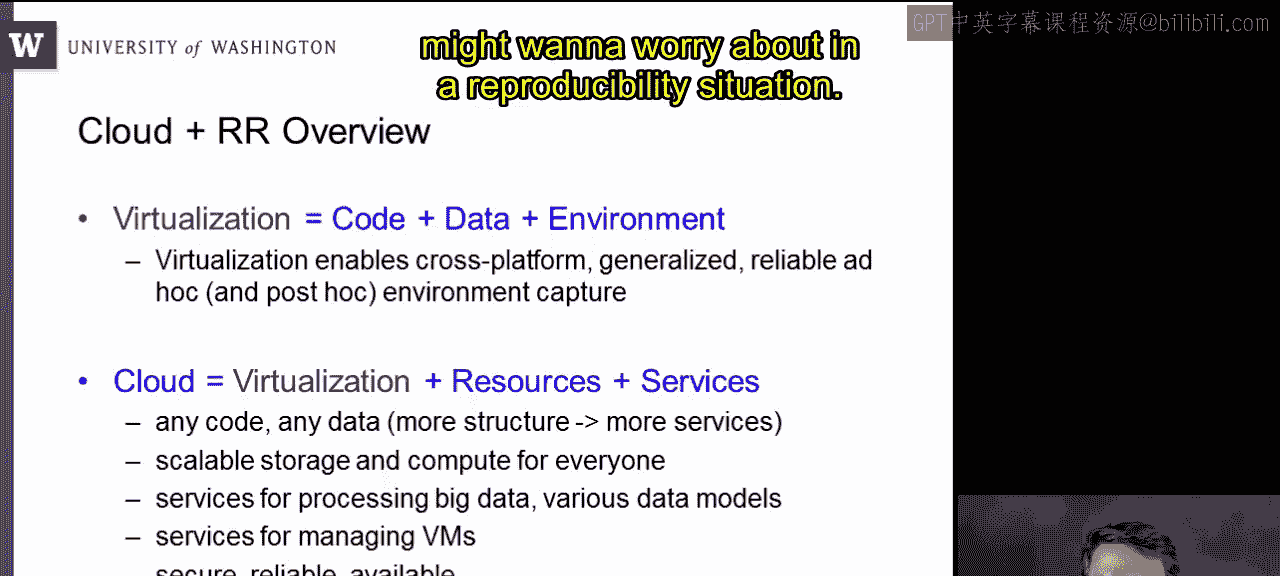 W UNIVERSITY of WASHINGTON
GPT中英字幕课程资源@bilibili.com
might wanna worry about in
a reproducibility situation.
Cloud + RR Overview
• Virtualization = Code + Data + Environment
– Virtualization enables cross-platform, generalized, reliable ad
hoc (and post hoc) environment capture
• Cloud = Virtualization + Resources + Services
– any code, any data (more structure -> more services)
– scalable storage and compute for everyone
– services for processing big data, various data models
– services for managing VMs
secure, reliable, available